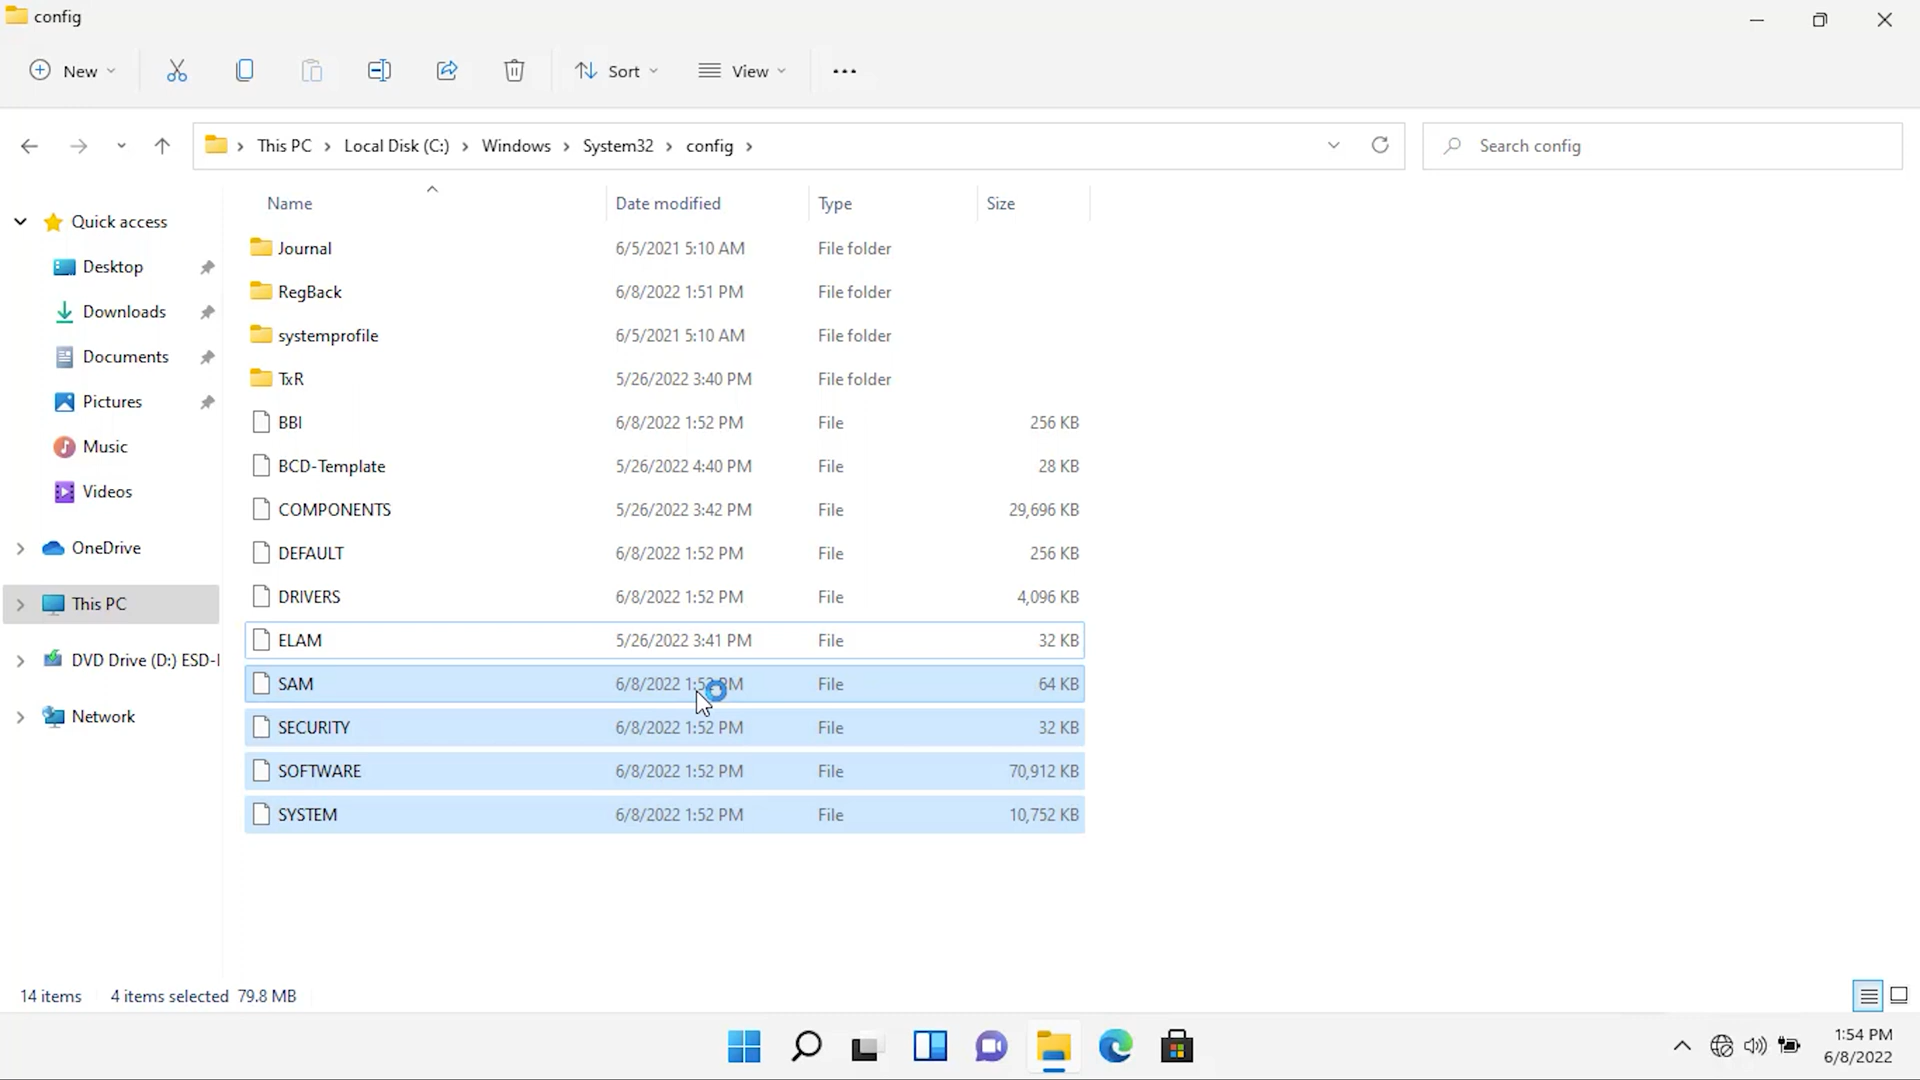 config
New
Sort
View
This PC
Local Disk (C:)
Windows
System32
config
Search config
Name
Date modified
Type
Size
Quick access
Desktop
Downloads
Documents
Pictures
Music
Videos
OneDrive
This PC
DVD Drive (D:) ESD-I
Network
Journal 6/5/2021 5:10 AM File folder
RegBack 6/8/2022 1:51 PM File folder
systemprofile 6/5/2021 5:10 AM File folder
TxR 5/26/2022 3:40 PM File folder
BBI 6/8/2022 1:52 PM File 256 KB
BCD-Template 5/26/2022 4:40 PM File 28 KB
COMPONENTS 5/26/2022 3:42 PM File 29,696 KB
DEFAULT 6/8/2022 1:52 PM File 256 KB
DRIVERS 6/8/2022 1:52 PM File 4,096 KB
ELAM 5/26/2022 3:41 PM File 32 KB
SAM 6/8/2022 1:52 PM File 64 KB
SECURITY 6/8/2022 1:52 PM File 32 KB
SOFTWARE 6/8/2022 1:52 PM File 70,912 KB
SYSTEM 6/8/2022 1:52 PM File 10,752 KB
14 items 4 items selected 79.8 MB
1:54 PM
6/8/2022